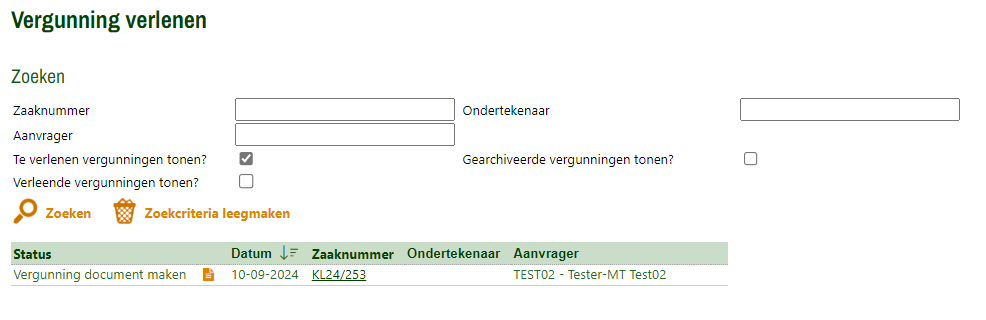 Vergunning verlenen
Zoeken
Zaaknummer Ondertekenaar
Aanvrager
Te verlenen vergunningen tonen? Gearchiveerde vergunningen tonen?
Verleende vergunningen tonen?
Zoeken Zoekcriteria leegmaken
Status Datum Zaaknummer Ondertekenaar Aanvrager
Vergunning document maken 10-09-2024 KL24/253 TEST02 - Tester-MT Test02